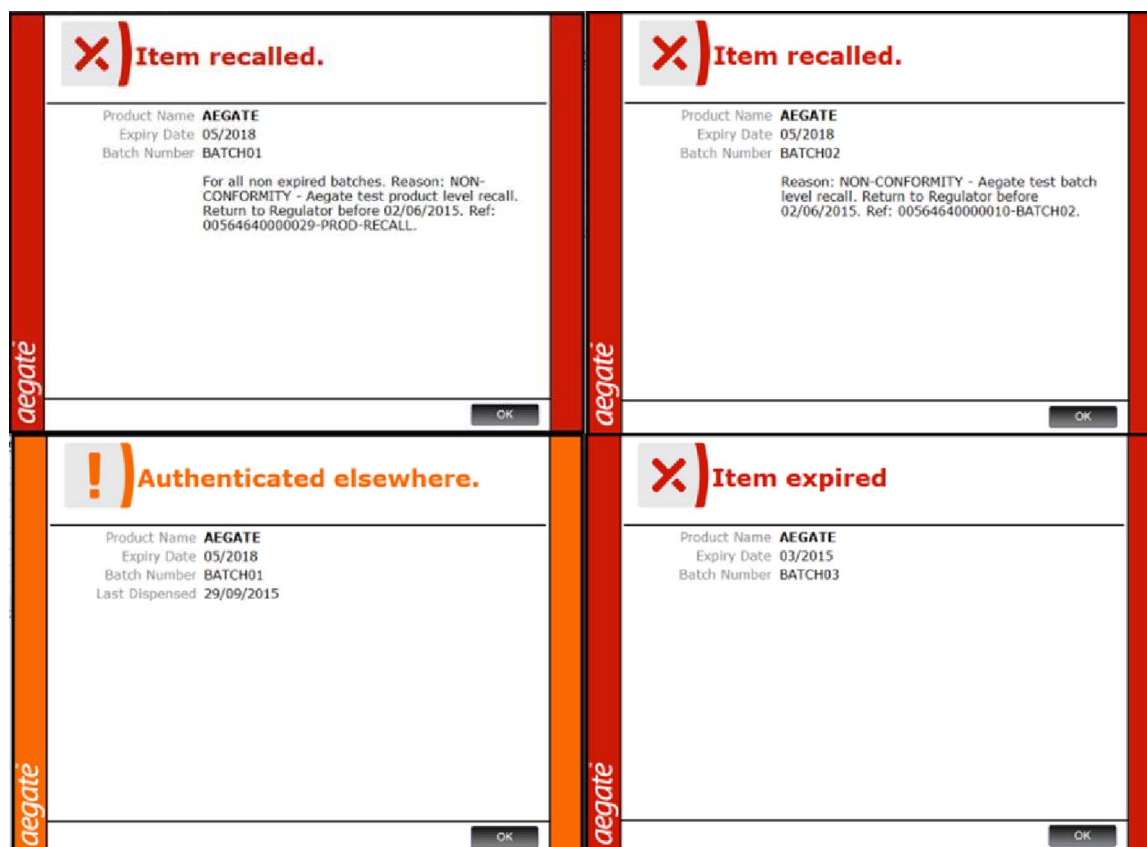 Item recalled.
Product Name AEGATE
Expiry Date 05/2018
Batch Number BATCH01
For all non expired batches. Reason: NON-
CONFORMITY - Aegate test product level recall.
Return to Regulator before 02/06/2015. Ref:
00564640000029-PROD-RECALL.
aegate
OK
Item recalled.
Product Name AEGATE
Expiry Date 05/2018
Batch Number BATCH02
Reason: NON-CONFORMITY - Aegate test batch
level recall. Return to Regulator before
02/06/2015. Ref: 00564640000010-BATCH02.
aegate
OK
Authenticated elsewhere.
Product Name AEGATE
Expiry Date 05/2018
Batch Number BATCH01
Last Dispensed 29/09/2015
aegate
OK
Item expired
Product Name AEGATE
Expiry Date 03/2015
Batch Number BATCH03
aegate
OK